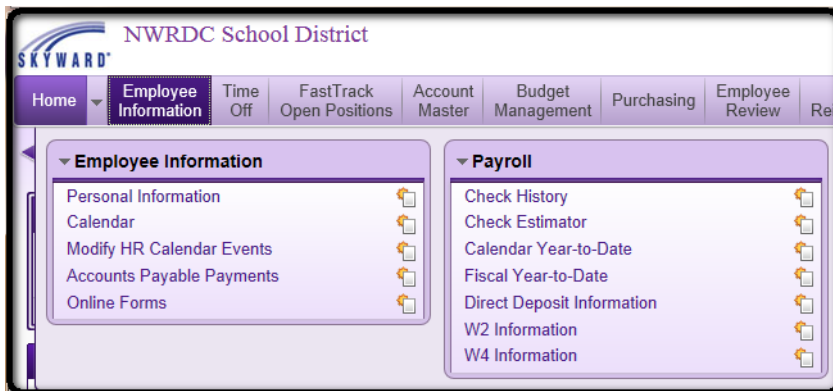 NWRDC School District
SKYWARD®
Home
Employee Information
Time Off
FastTrack Open Positions
Account Master
Budget Management
Purchasing
Employee Review
Employee Information
Personal Information
Calendar
Modify HR Calendar Events
Accounts Payable Payments
Online Forms
Payroll
Check History
Check Estimator
Calendar Year-to-Date
Fiscal Year-to-Date
Direct Deposit Information
W2 Information
W4 Information